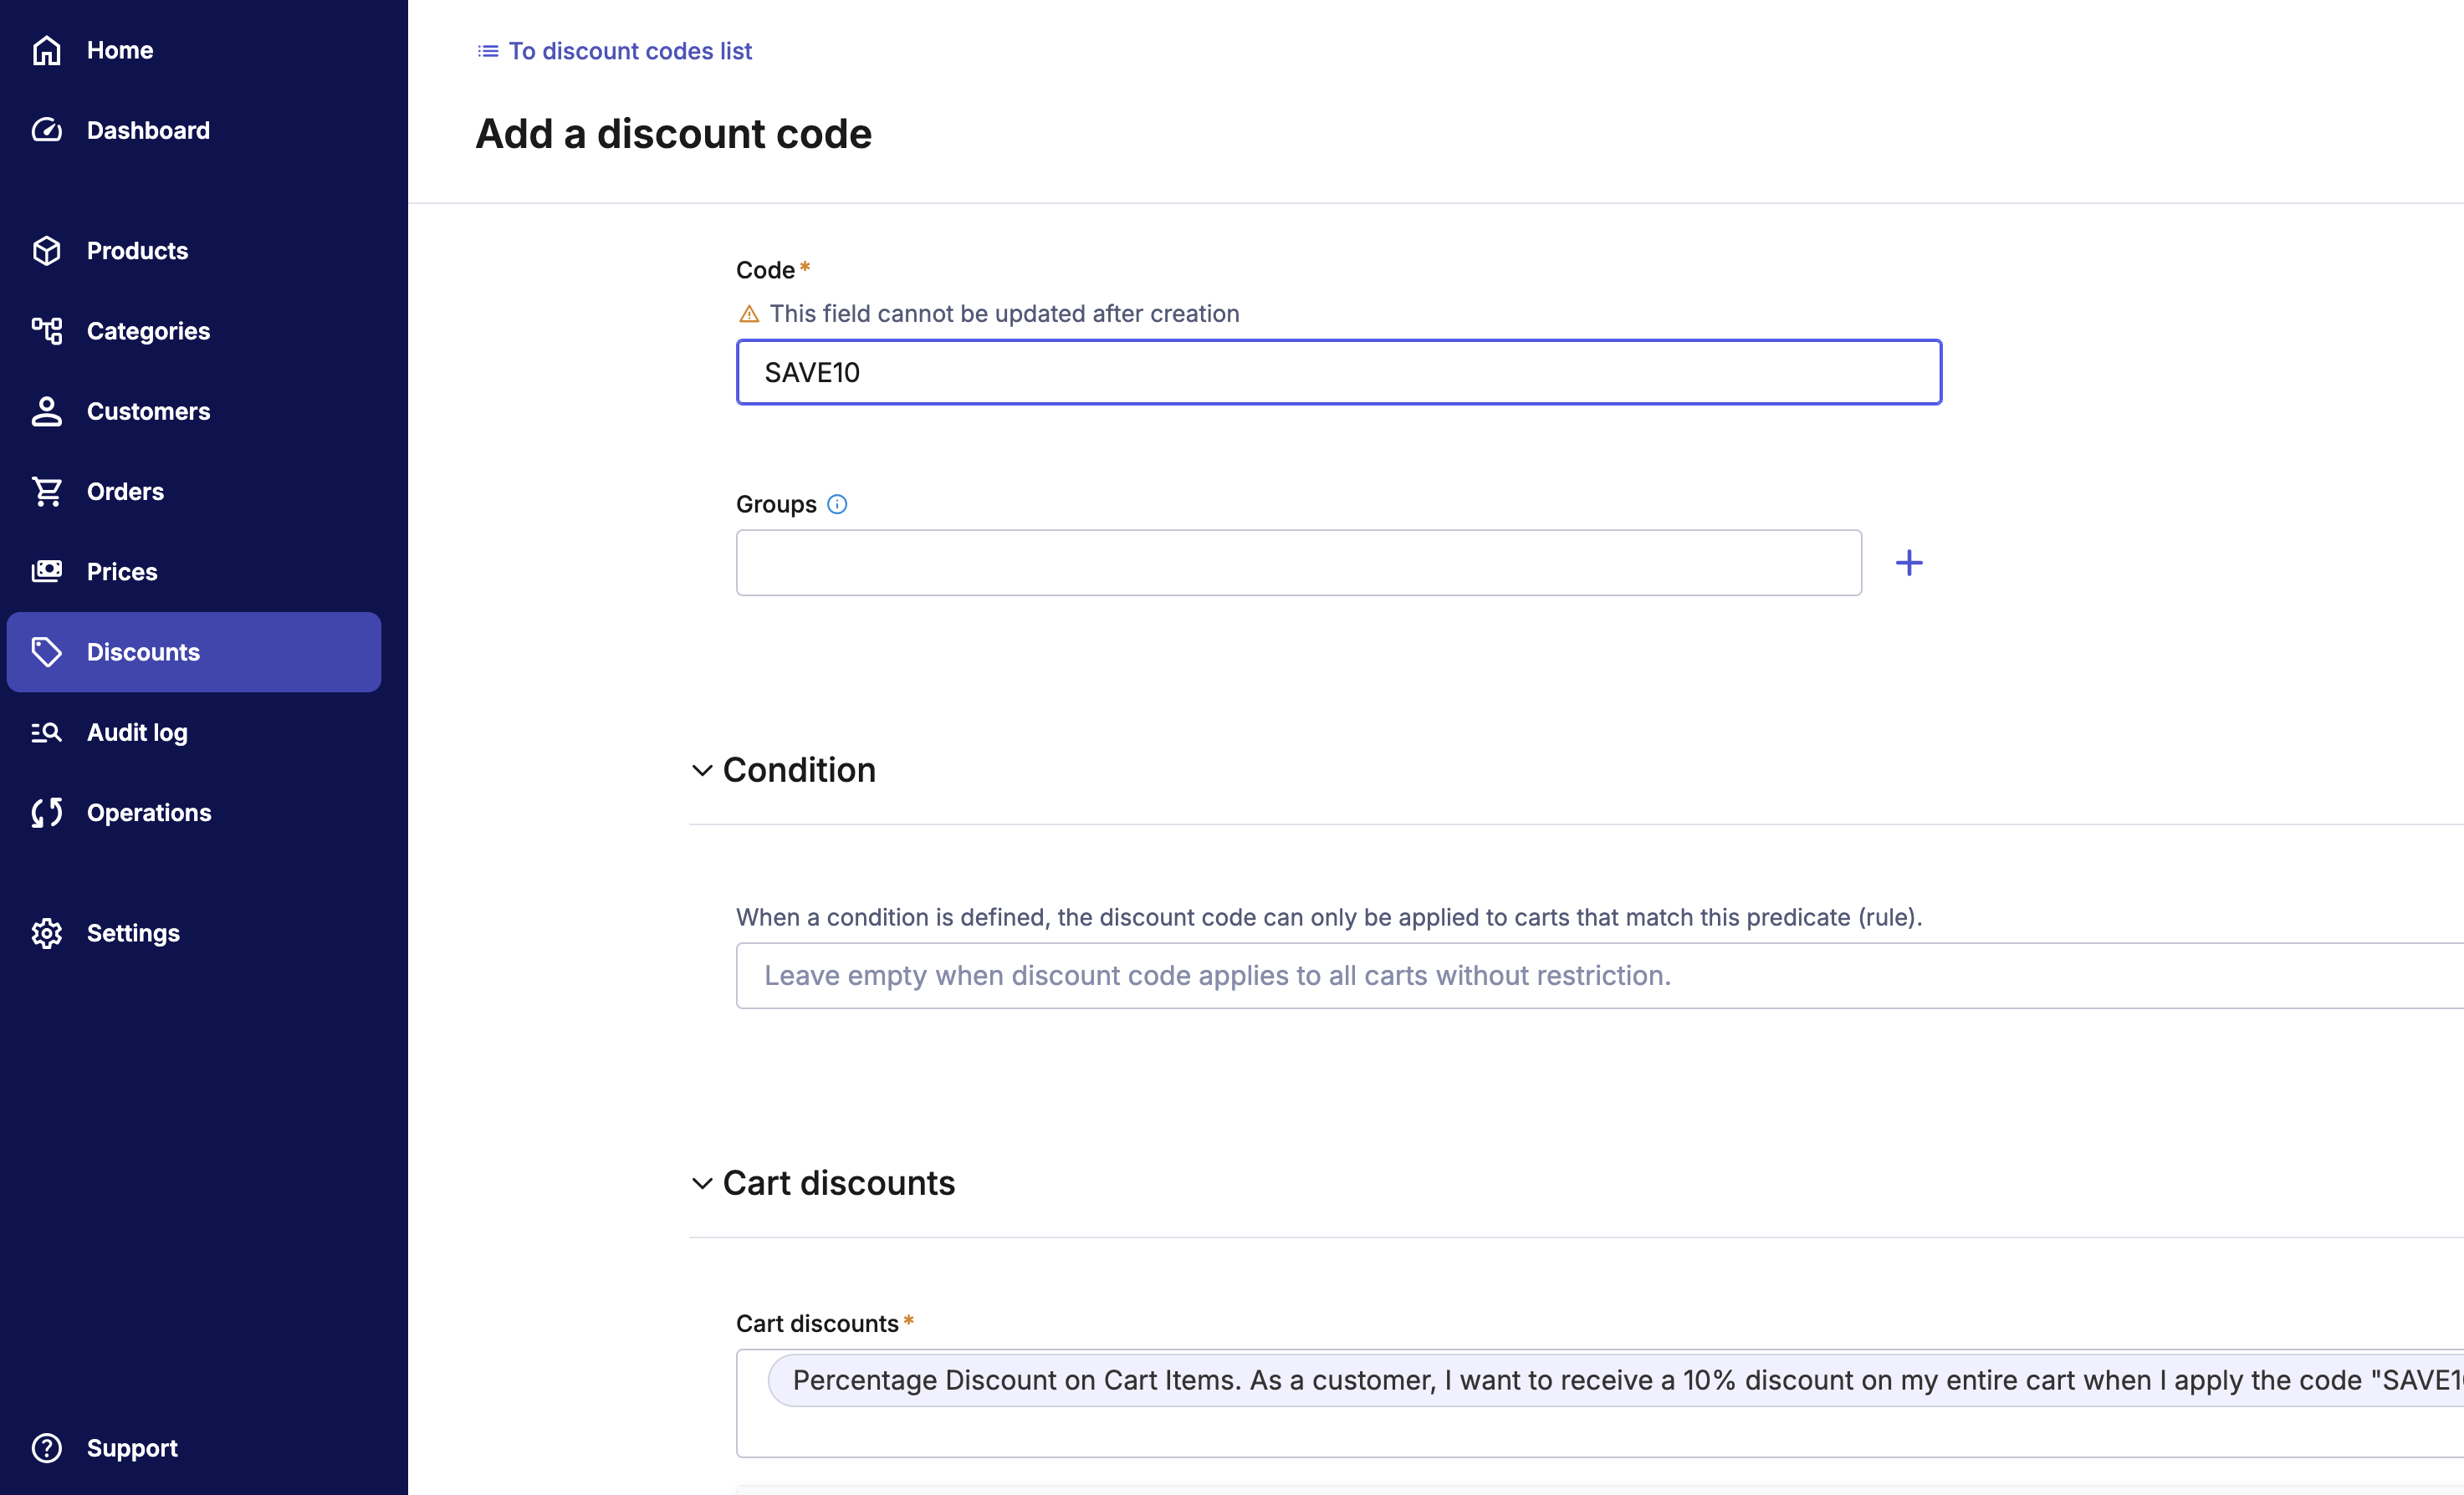 Home
Dashboard
Products
Categories
Customers
Orders
Prices
Discounts
Audit log
Operations
Settings
Support
To discount codes list
Add a discount code
Code*
This field cannot be updated after creation
SAVE10
Groups
Condition
When a condition is defined, the discount code can only be applied to carts that match this predicate (rule).
Leave empty when discount code applies to all carts without restriction.
Cart discounts
Cart discounts*
Percentage Discount on Cart Items. As a customer, I want to receive a 10% discount on my entire cart when I apply the code "SAVE1